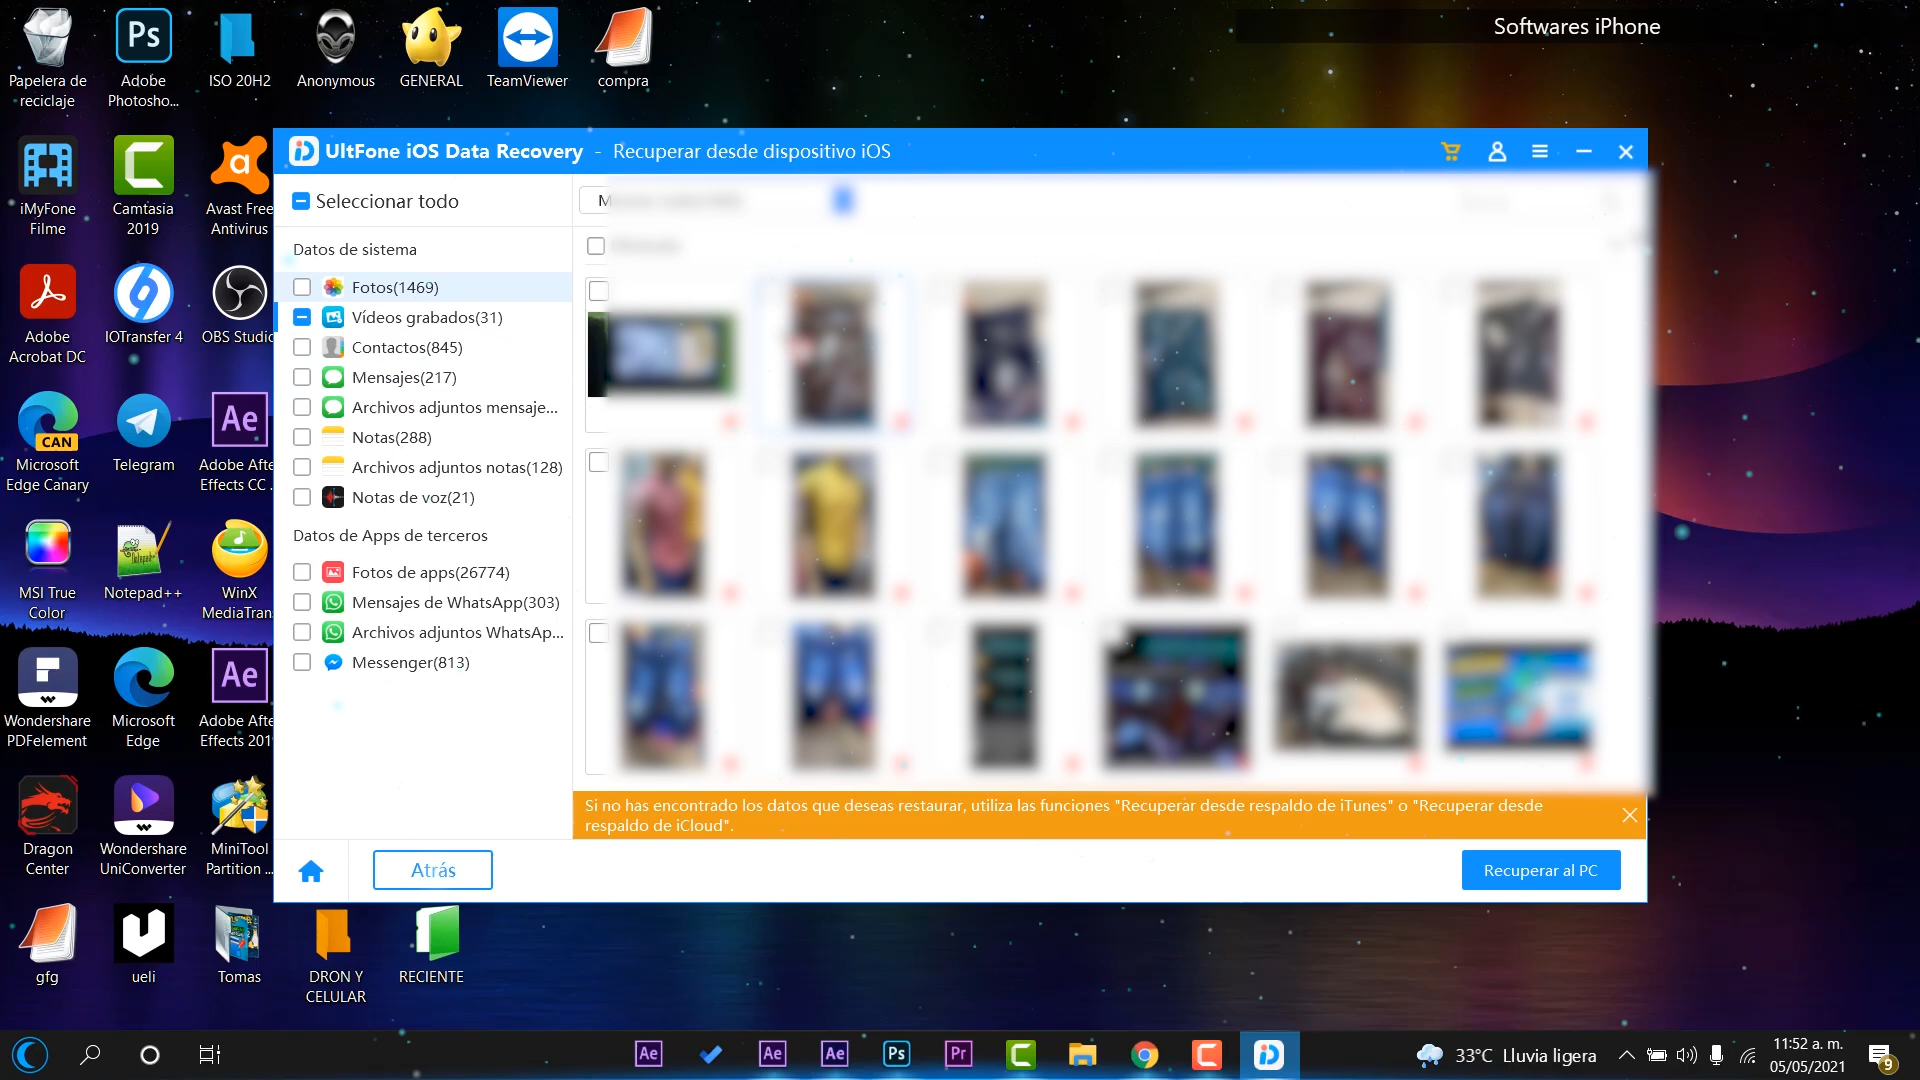 Softwares iPhone
Papelera de
reciclaje
Adobe
Photosho...
ISO 20H2
Anonymous
GENERAL
TeamViewer
compra
iMyFone
Filme
Camtasia
2019
Avast Free
Antivirus
Adobe
Acrobat DC
IOTransfer 4
OBS Studio
Microsoft
Edge Canary
CAN
Telegram
Adobe Afte
Effects CC .
MSI True
Color
Notepad++
WinX
MediaTran
Wondershare
PDFelement
Microsoft
Edge
Adobe Afte
Effects 201
Dragon
Center
Wondershare
UniConverter
MiniTool
Partition ...
gfg
ueli
Tomas
DRON Y
CELULAR
RECIENTE
UltFone iOS Data Recovery - Recuperar desde dispositivo iOS
Seleccionar todo
Datos de sistema
Fotos(1469)
Vídeos grabados(31)
Contactos(845)
Mensajes(217)
Archivos adjuntos mensaje...
Notas(288)
Archivos adjuntos notas(128)
Notas de voz(21)
Datos de Apps de terceros
Fotos de apps(26774)
Mensajes de WhatsApp(303)
Archivos adjuntos WhatsAp...
Messenger(813)
Si no has encontrado los datos que deseas restaurar, utiliza las funciones "Recuperar desde respaldo de iTunes" o "Recuperar desde
respaldo de iCloud".
Atrás
Recuperar al PC
33°C Lluvia ligera
11:52 a. m.
05/05/2021
9